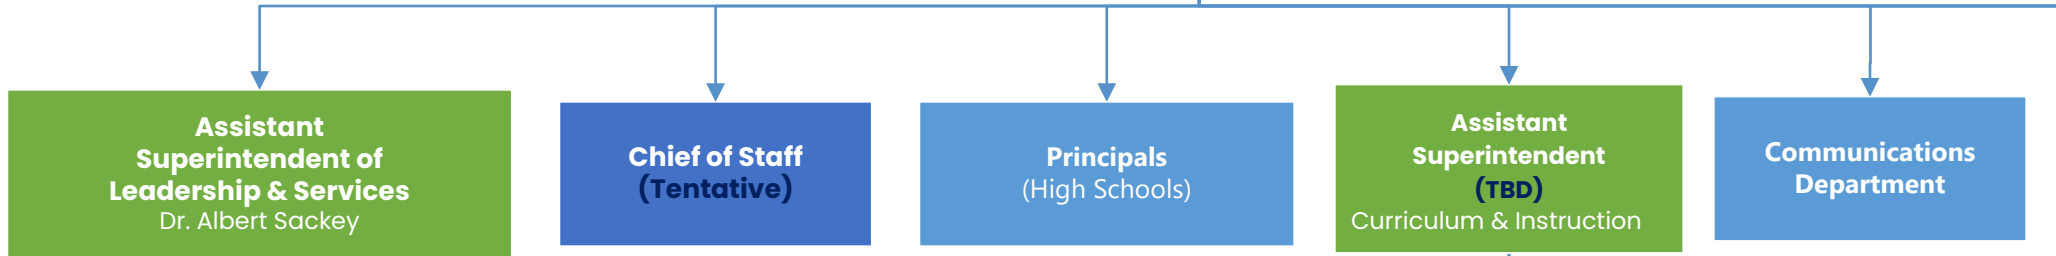 Assistant
Superintendent of
Leadership & Services
Dr. Albert Sackey
Chief of Staff
(Tentative)
Principals
(High Schools)
Assistant
Superintendent
(TBD)
Curriculum & Instruction
Communications
Department